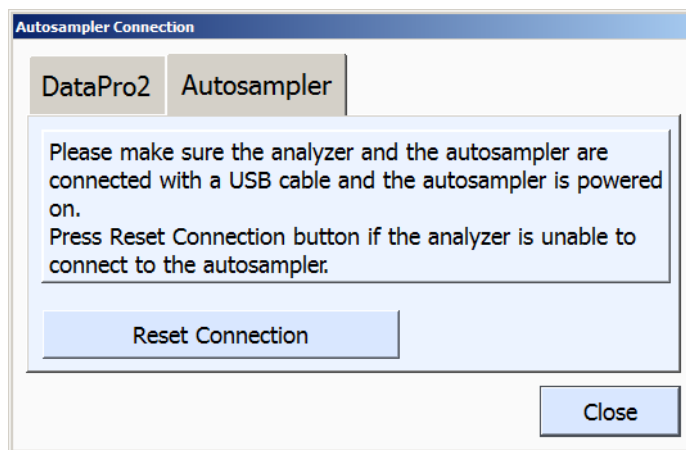 Autosampler Connection
DataPro2 Autosampler
Please make sure the analyzer and the autosampler are
connected with a USB cable and the autosampler is powered
on.
Press Reset Connection button if the analyzer is unable to
connect to the autosampler.
Reset Connection
Close